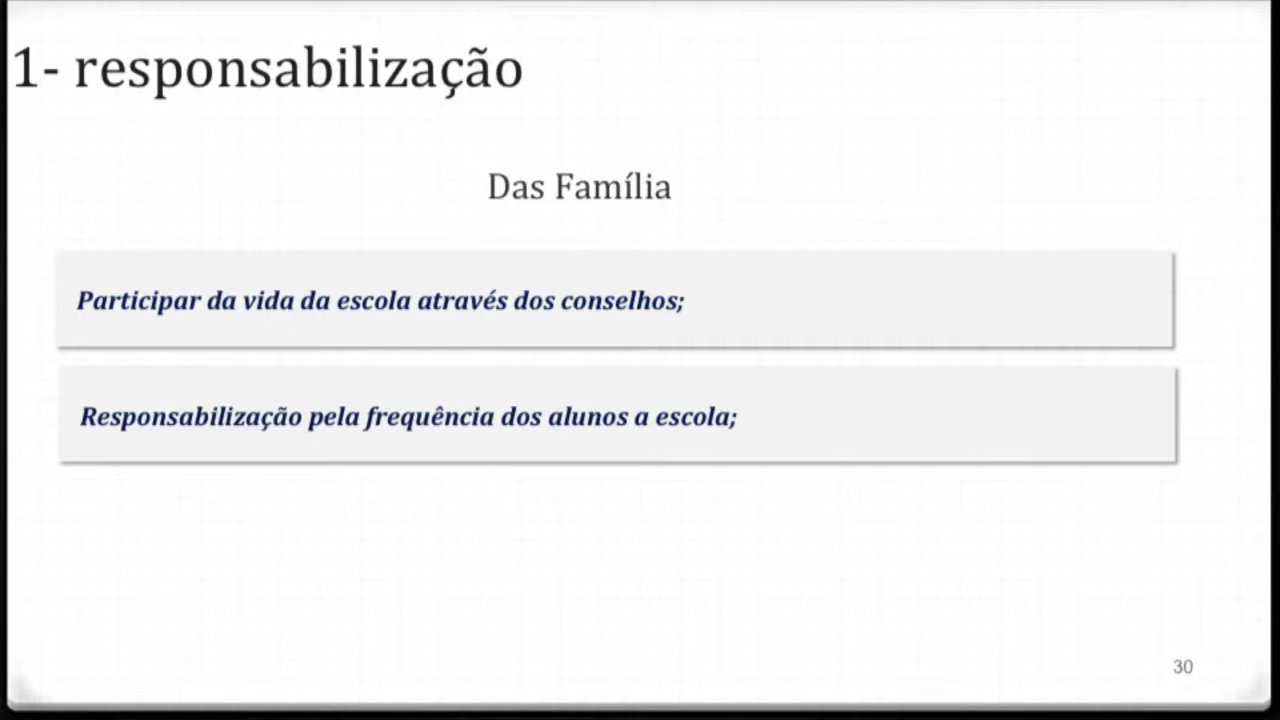 1- responsabilização
Das Família
Participar da vida da escola através dos conselhos;
Responsabilização pela frequência dos alunos a escola;
30